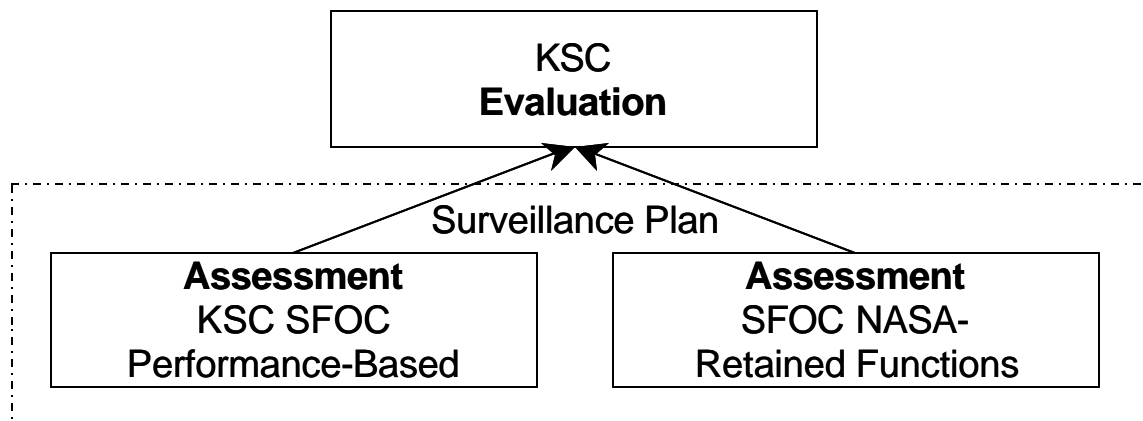 KSC
Evaluation
Surveillance Plan
Assessment
KSC SFOC
Performance-Based
Assessment
SFOC NASA-
Retained Functions